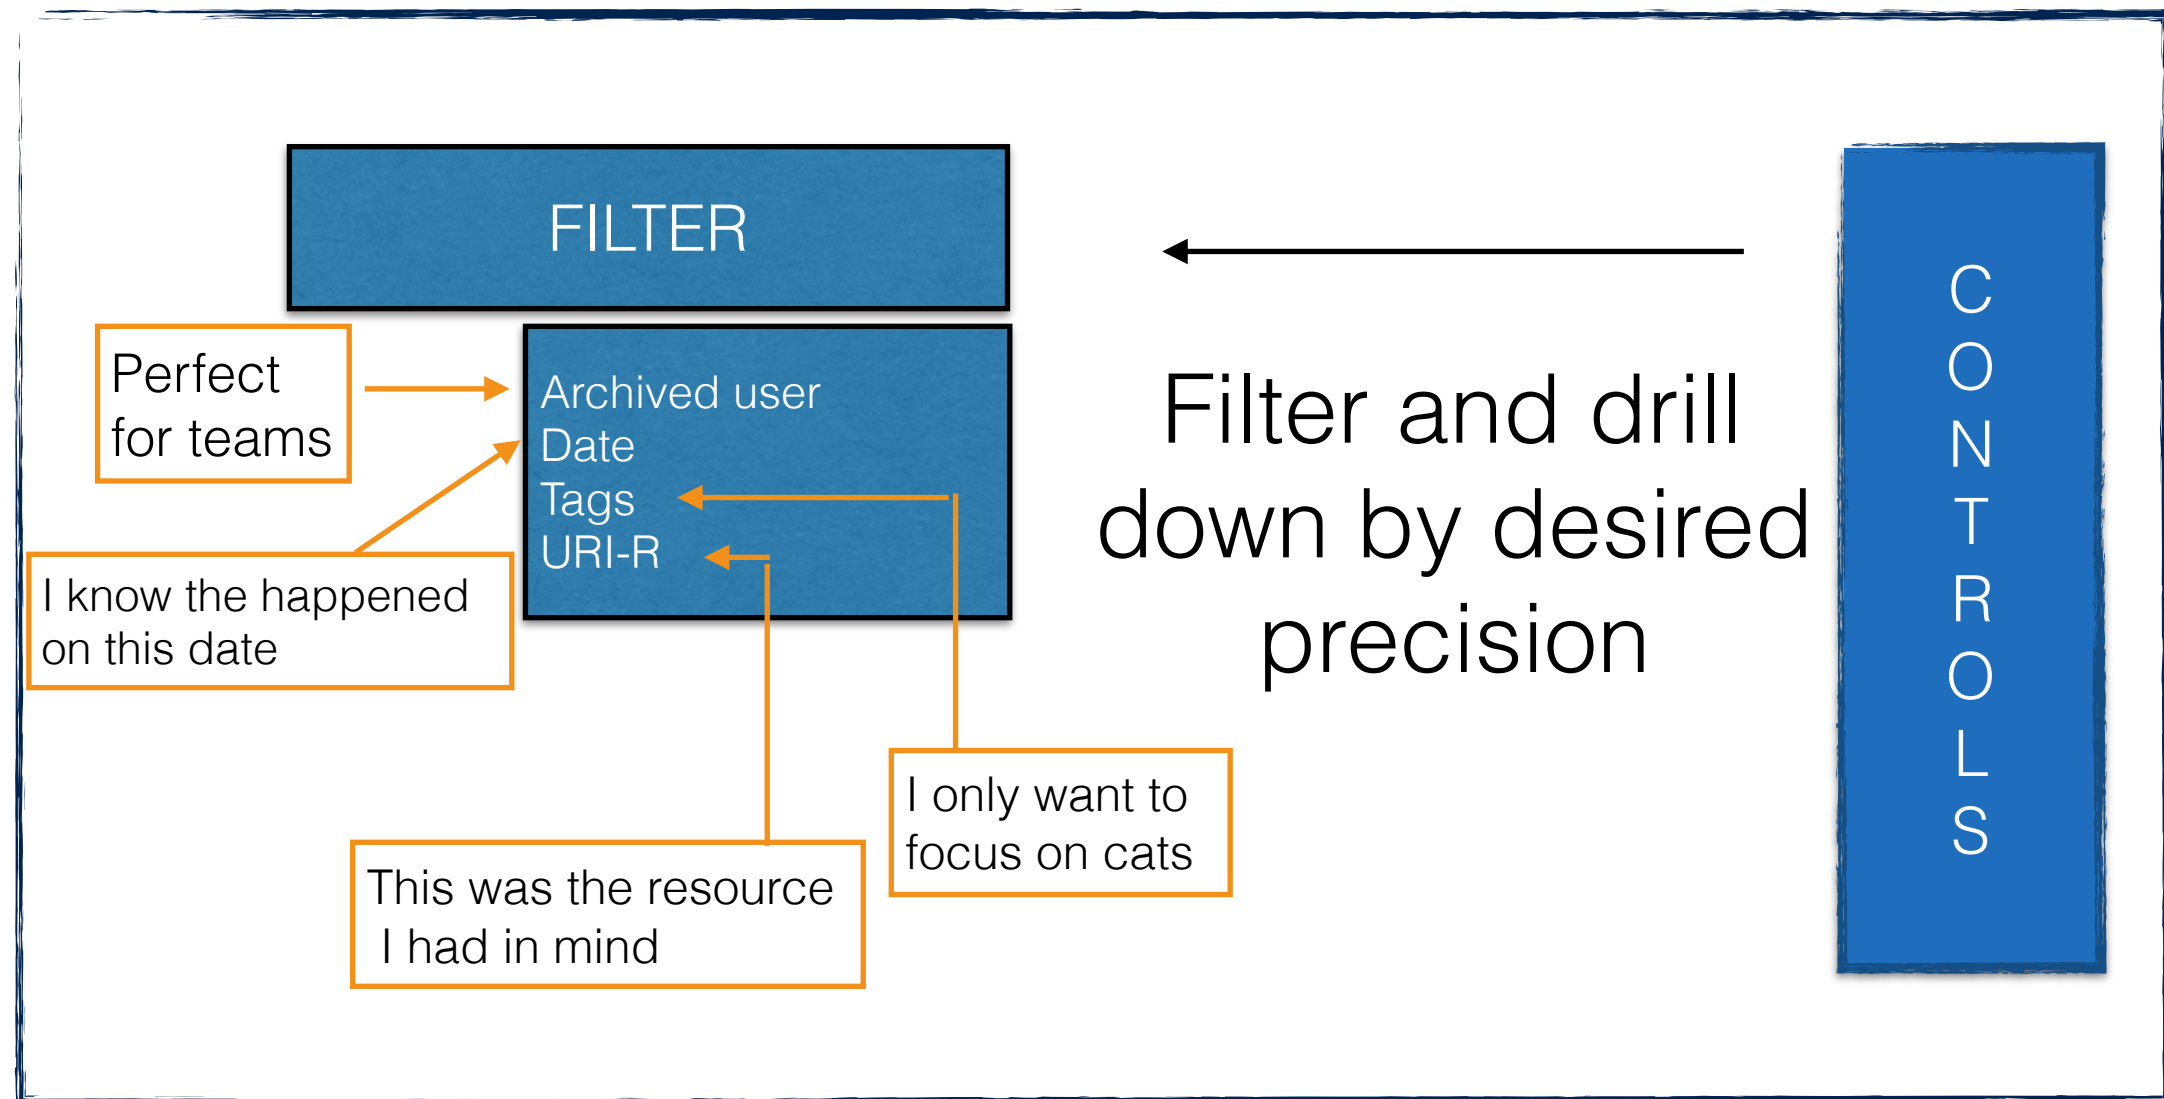 FILTER
Perfect
for teams
Archived user
Date
Tags
URI-R
I know the happened
on this date
This was the resource
I had in mind
I only want to
focus on cats
Filter and drill
down by desired
precision
C
O
N
T
R
O
L
S